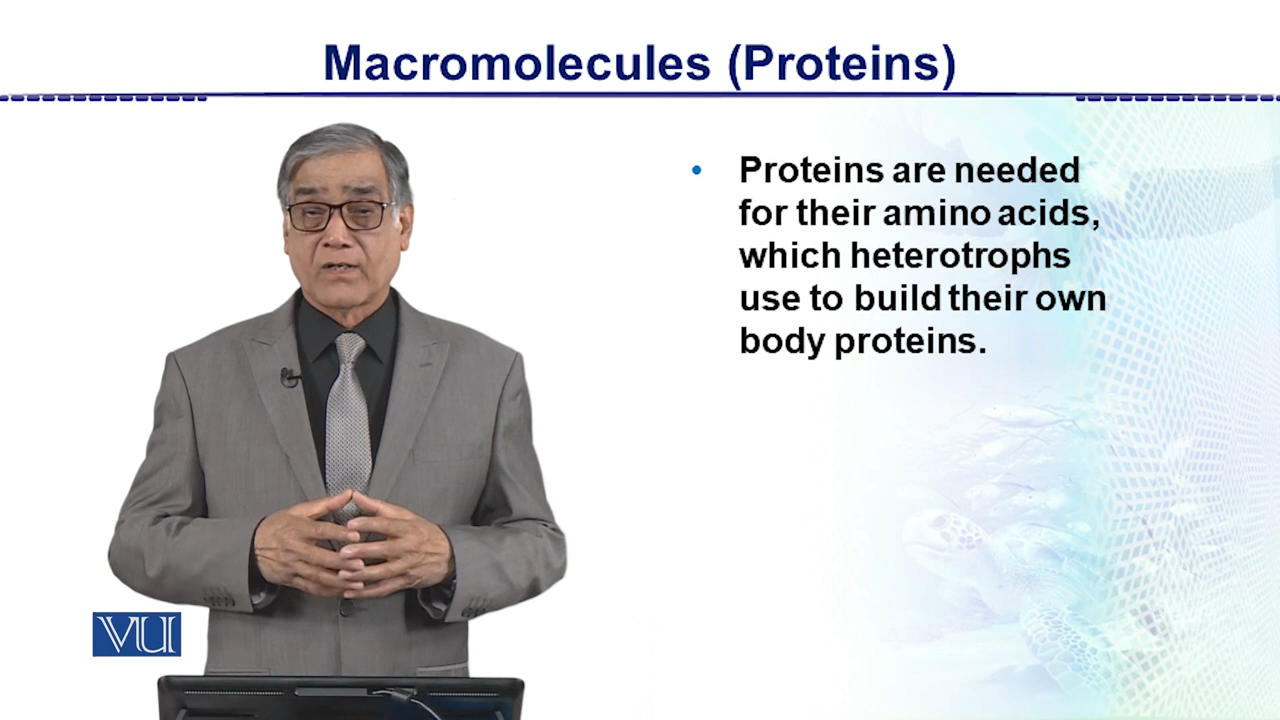 Macromolecules (Proteins)
• Proteins are needed
for their amino acids,
which heterotrophs
use to build their own
body proteins.
VU